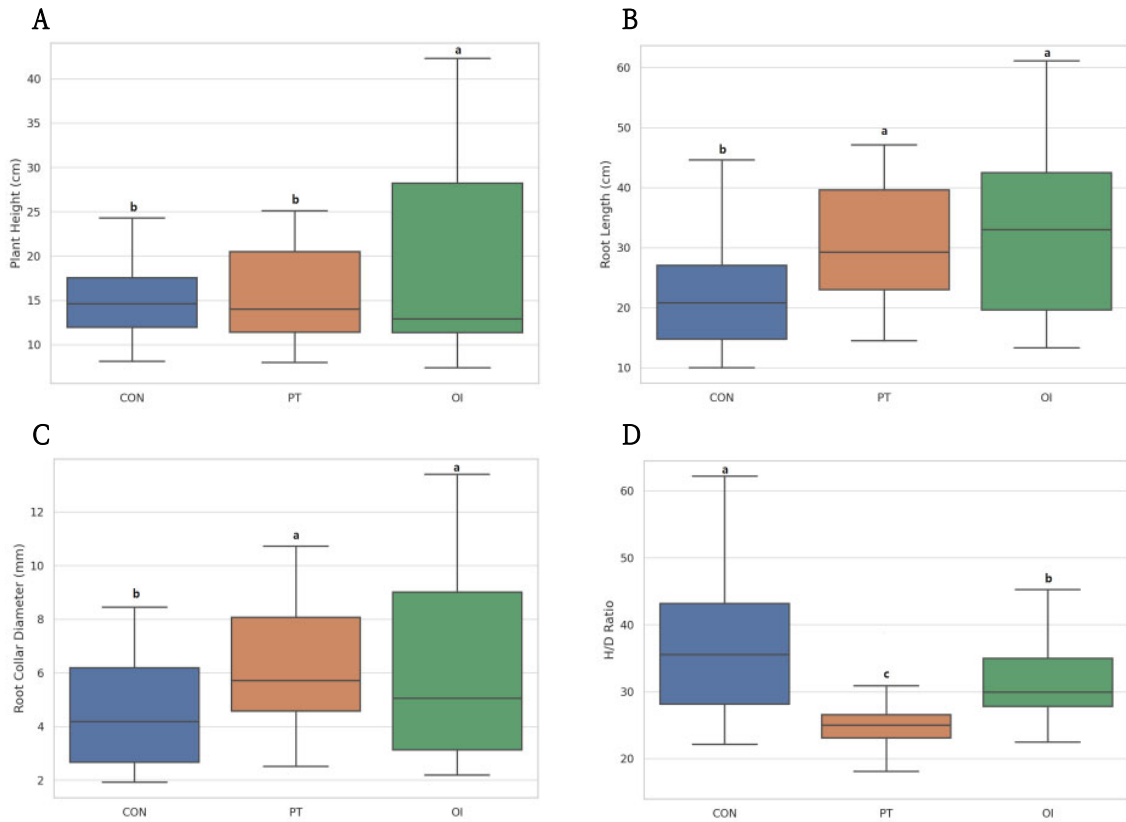 A
Plant Height (cm)
40
35
30
25
20
15
10
b
b
a
CON PT OI
B
Root Length (cm)
60
50
40
30
20
10
b
a
a
CON PT OI
C
Root Collar Diameter (mm)
12
10
8
6
4
2
b
a
a
CON PT OI
D
H/D Ratio
60
50
40
30
20
a
c
b
CON PT OI